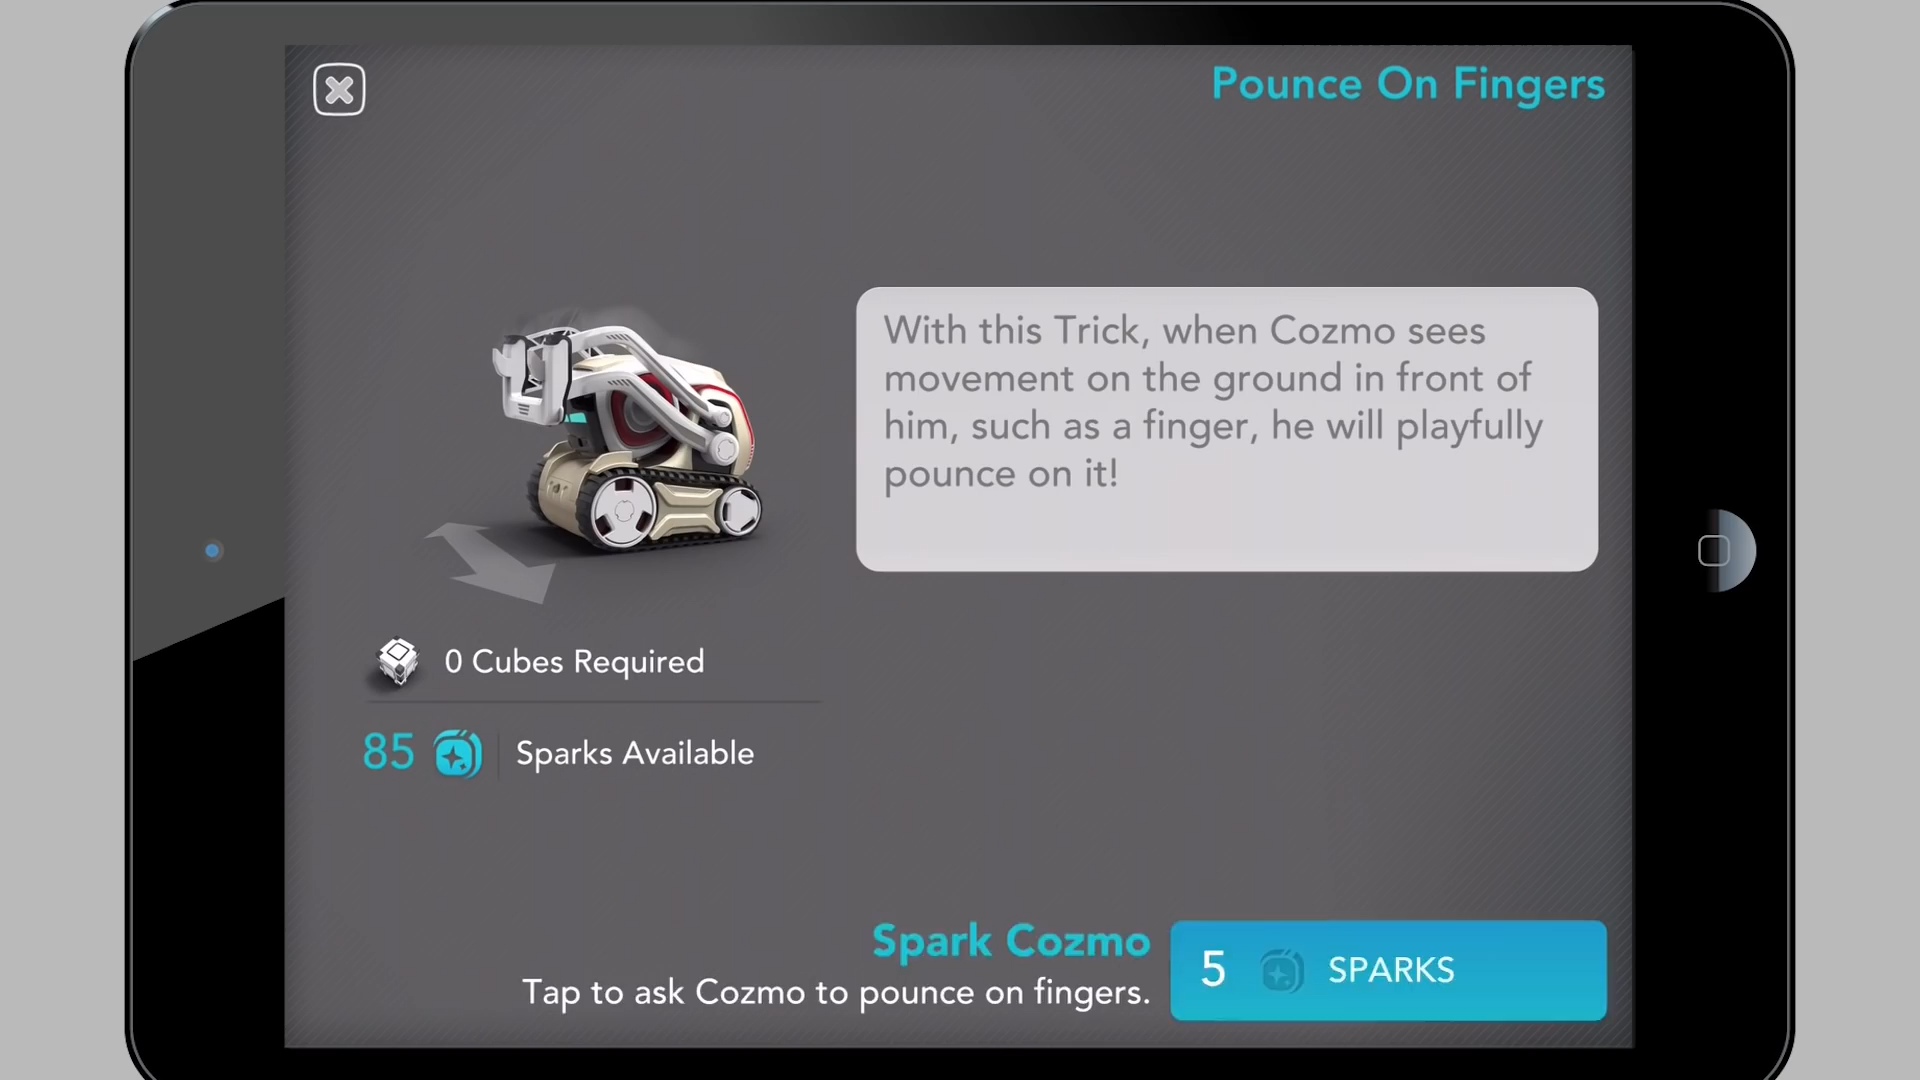 Pounce On Fingers
With this Trick, when Cozmo sees
movement on the ground in front of
him, such as a finger, he will playfully
pounce on it!
0 Cubes Required
85 Sparks Available
Spark Cozmo
Tap to ask Cozmo to pounce on fingers.
5 SPARKS